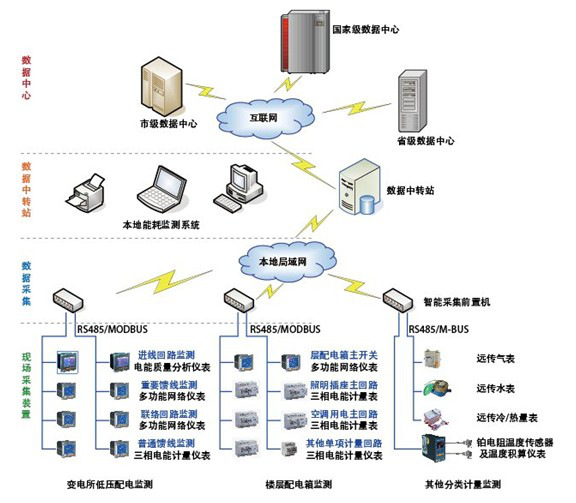 国家级数据中心
数据中心
互联网
市级数据中心
省级数据中心
数据中转站
数据中转站
本地能耗监测系统
本地局域网
数据采集
智能采集前置机
RS485/MODBUS
RS485/MODBUS
RS485/M-BUS
现场采集装置
进线回路监测
电能质量分析仪表
重要馈线监测
多功能网络仪表
联络回路监测
多功能网络仪表
普通馈线监测
三相电能计量仪表
层配电箱主开关
多功能网络仪表
照明插座主回路
三相电能计量表
空调用电主回路
三相电能计量表
其他单项计量回路
三相电能计量仪表
远传气表
远传水表
远传冷/热量表
铂电阻温度传感器
及温度积算仪表
变电所低压配电监测
楼层配电箱监测
其他分类计量监测